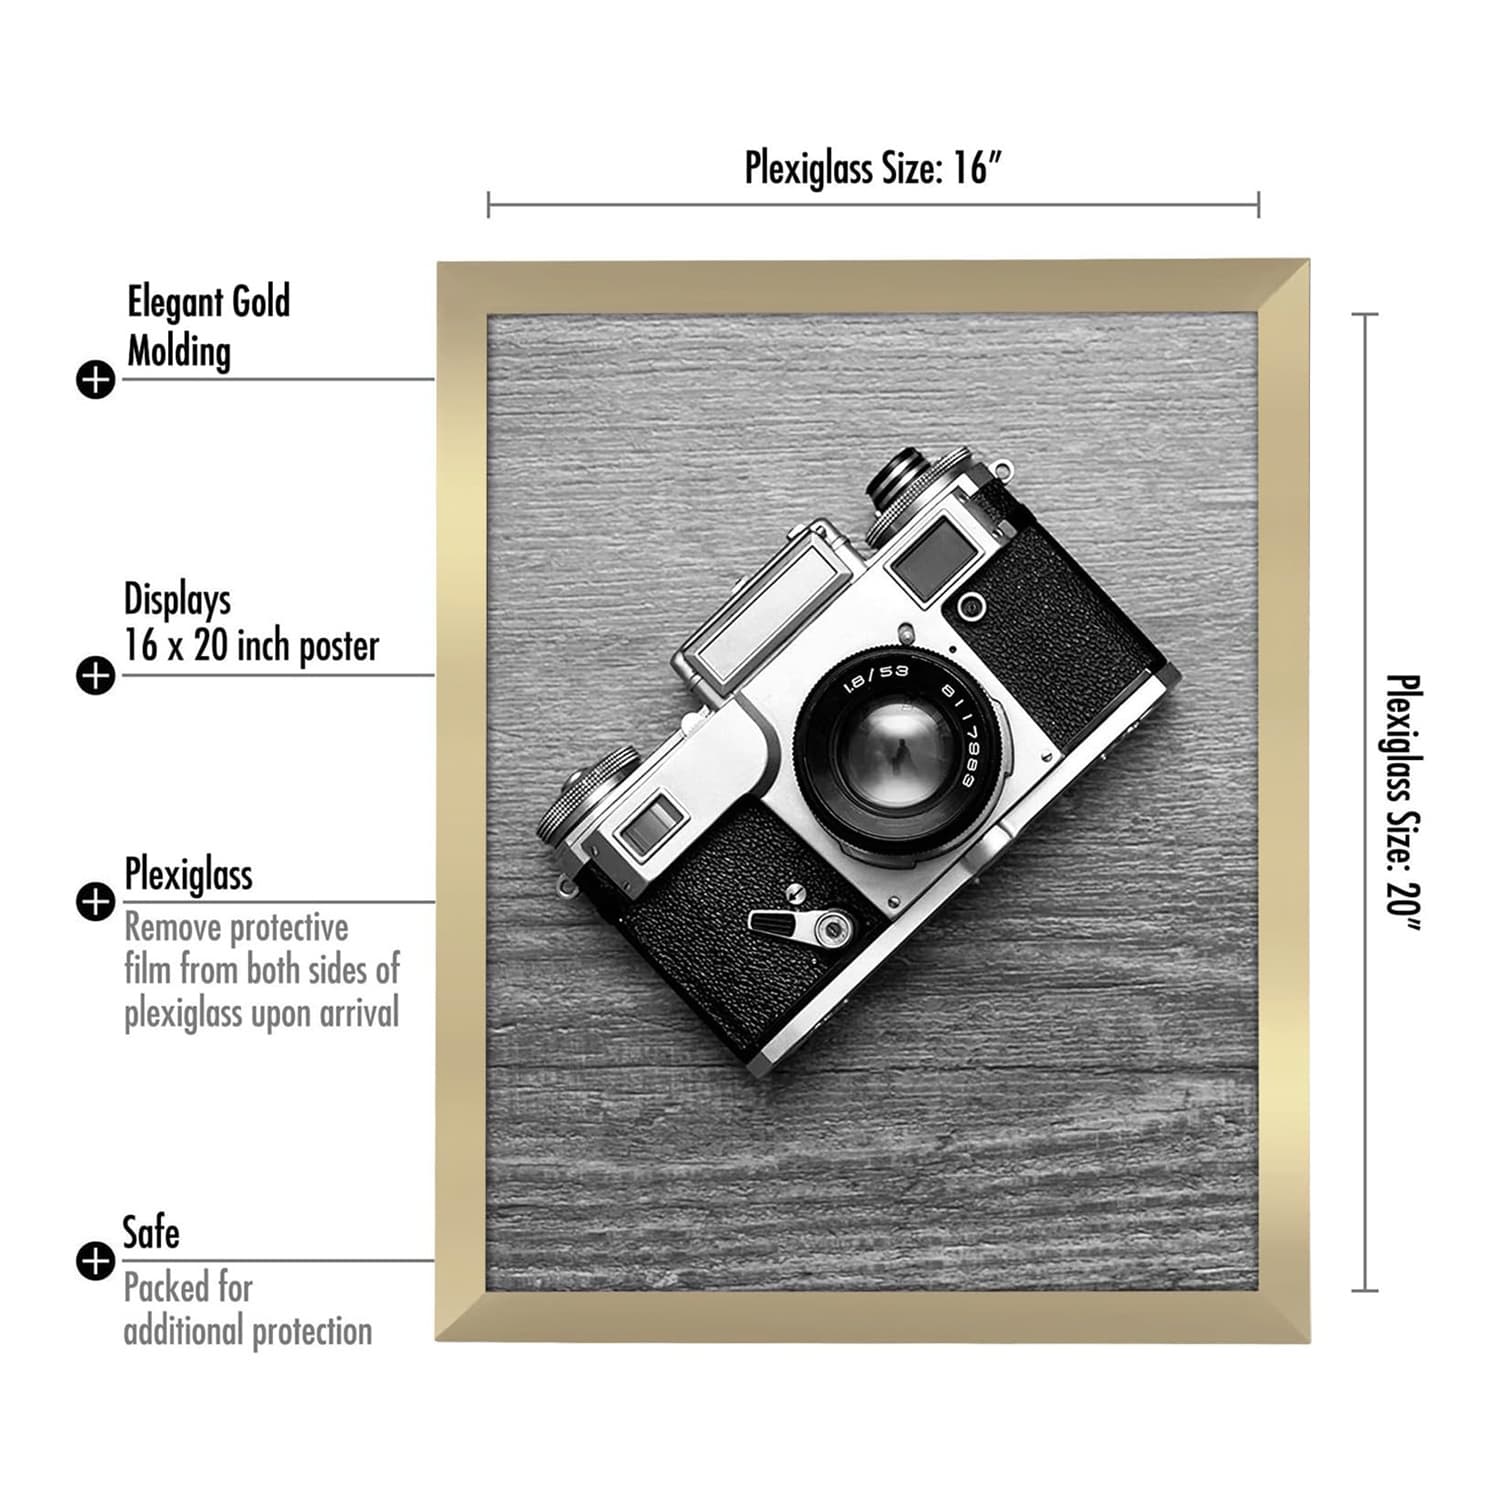 Plexiglass Size: 16”
Elegant Gold
Molding
Displays
16 x 20 inch poster
Plexiglass
Remove protective
film from both sides of
plexiglass upon arrival
Safe
Packed for
additional protection
1.8/53
8117983
Plexiglass Size: 20”